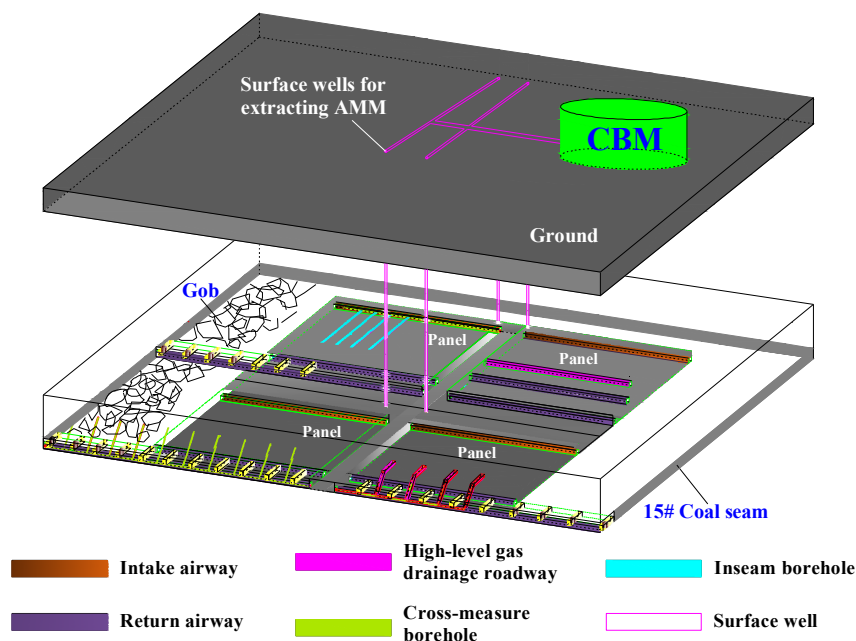 Surface wells for
extracting AMM
CBM
Ground
Gob
Panel
Panel
Panel
Panel
15# Coal seam
Intake airway
High-level gas
drainage roadway
Inseam borehole
Return airway
Cross-measure
borehole
Surface well